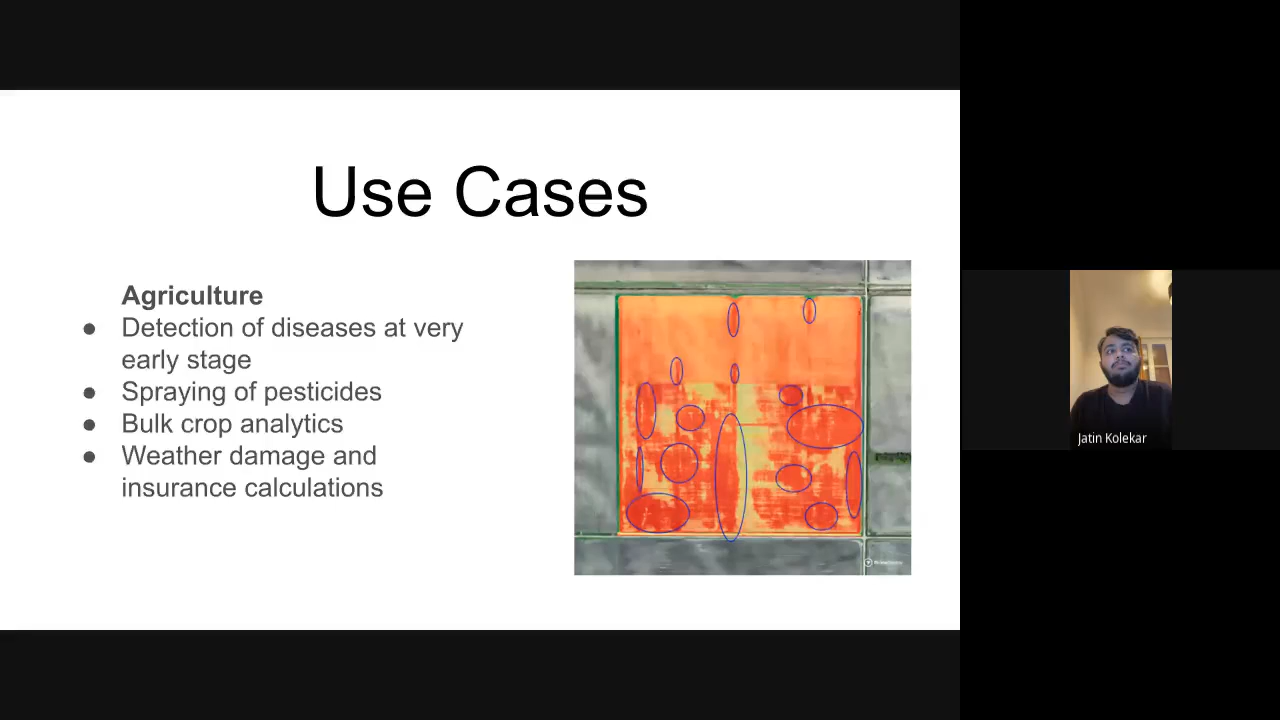 Use Cases
Agriculture
● Detection of diseases at very
early stage
● Spraying of pesticides
● Bulk crop analytics
● Weather damage and
insurance calculations
Jatin Kolekar